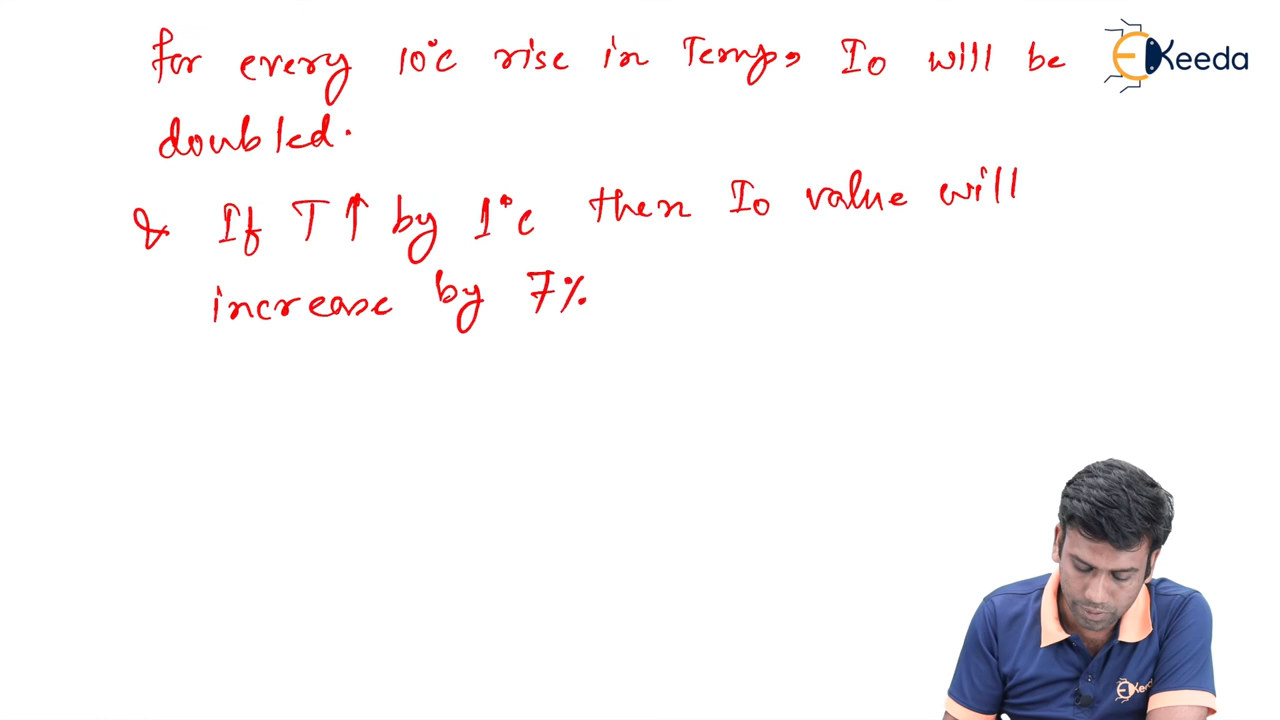 for every 10°C rise in Temp, Io will be
doubled.
& If T↑ by 1°C then Io value will
increase by 7%
EKeeda
EKee